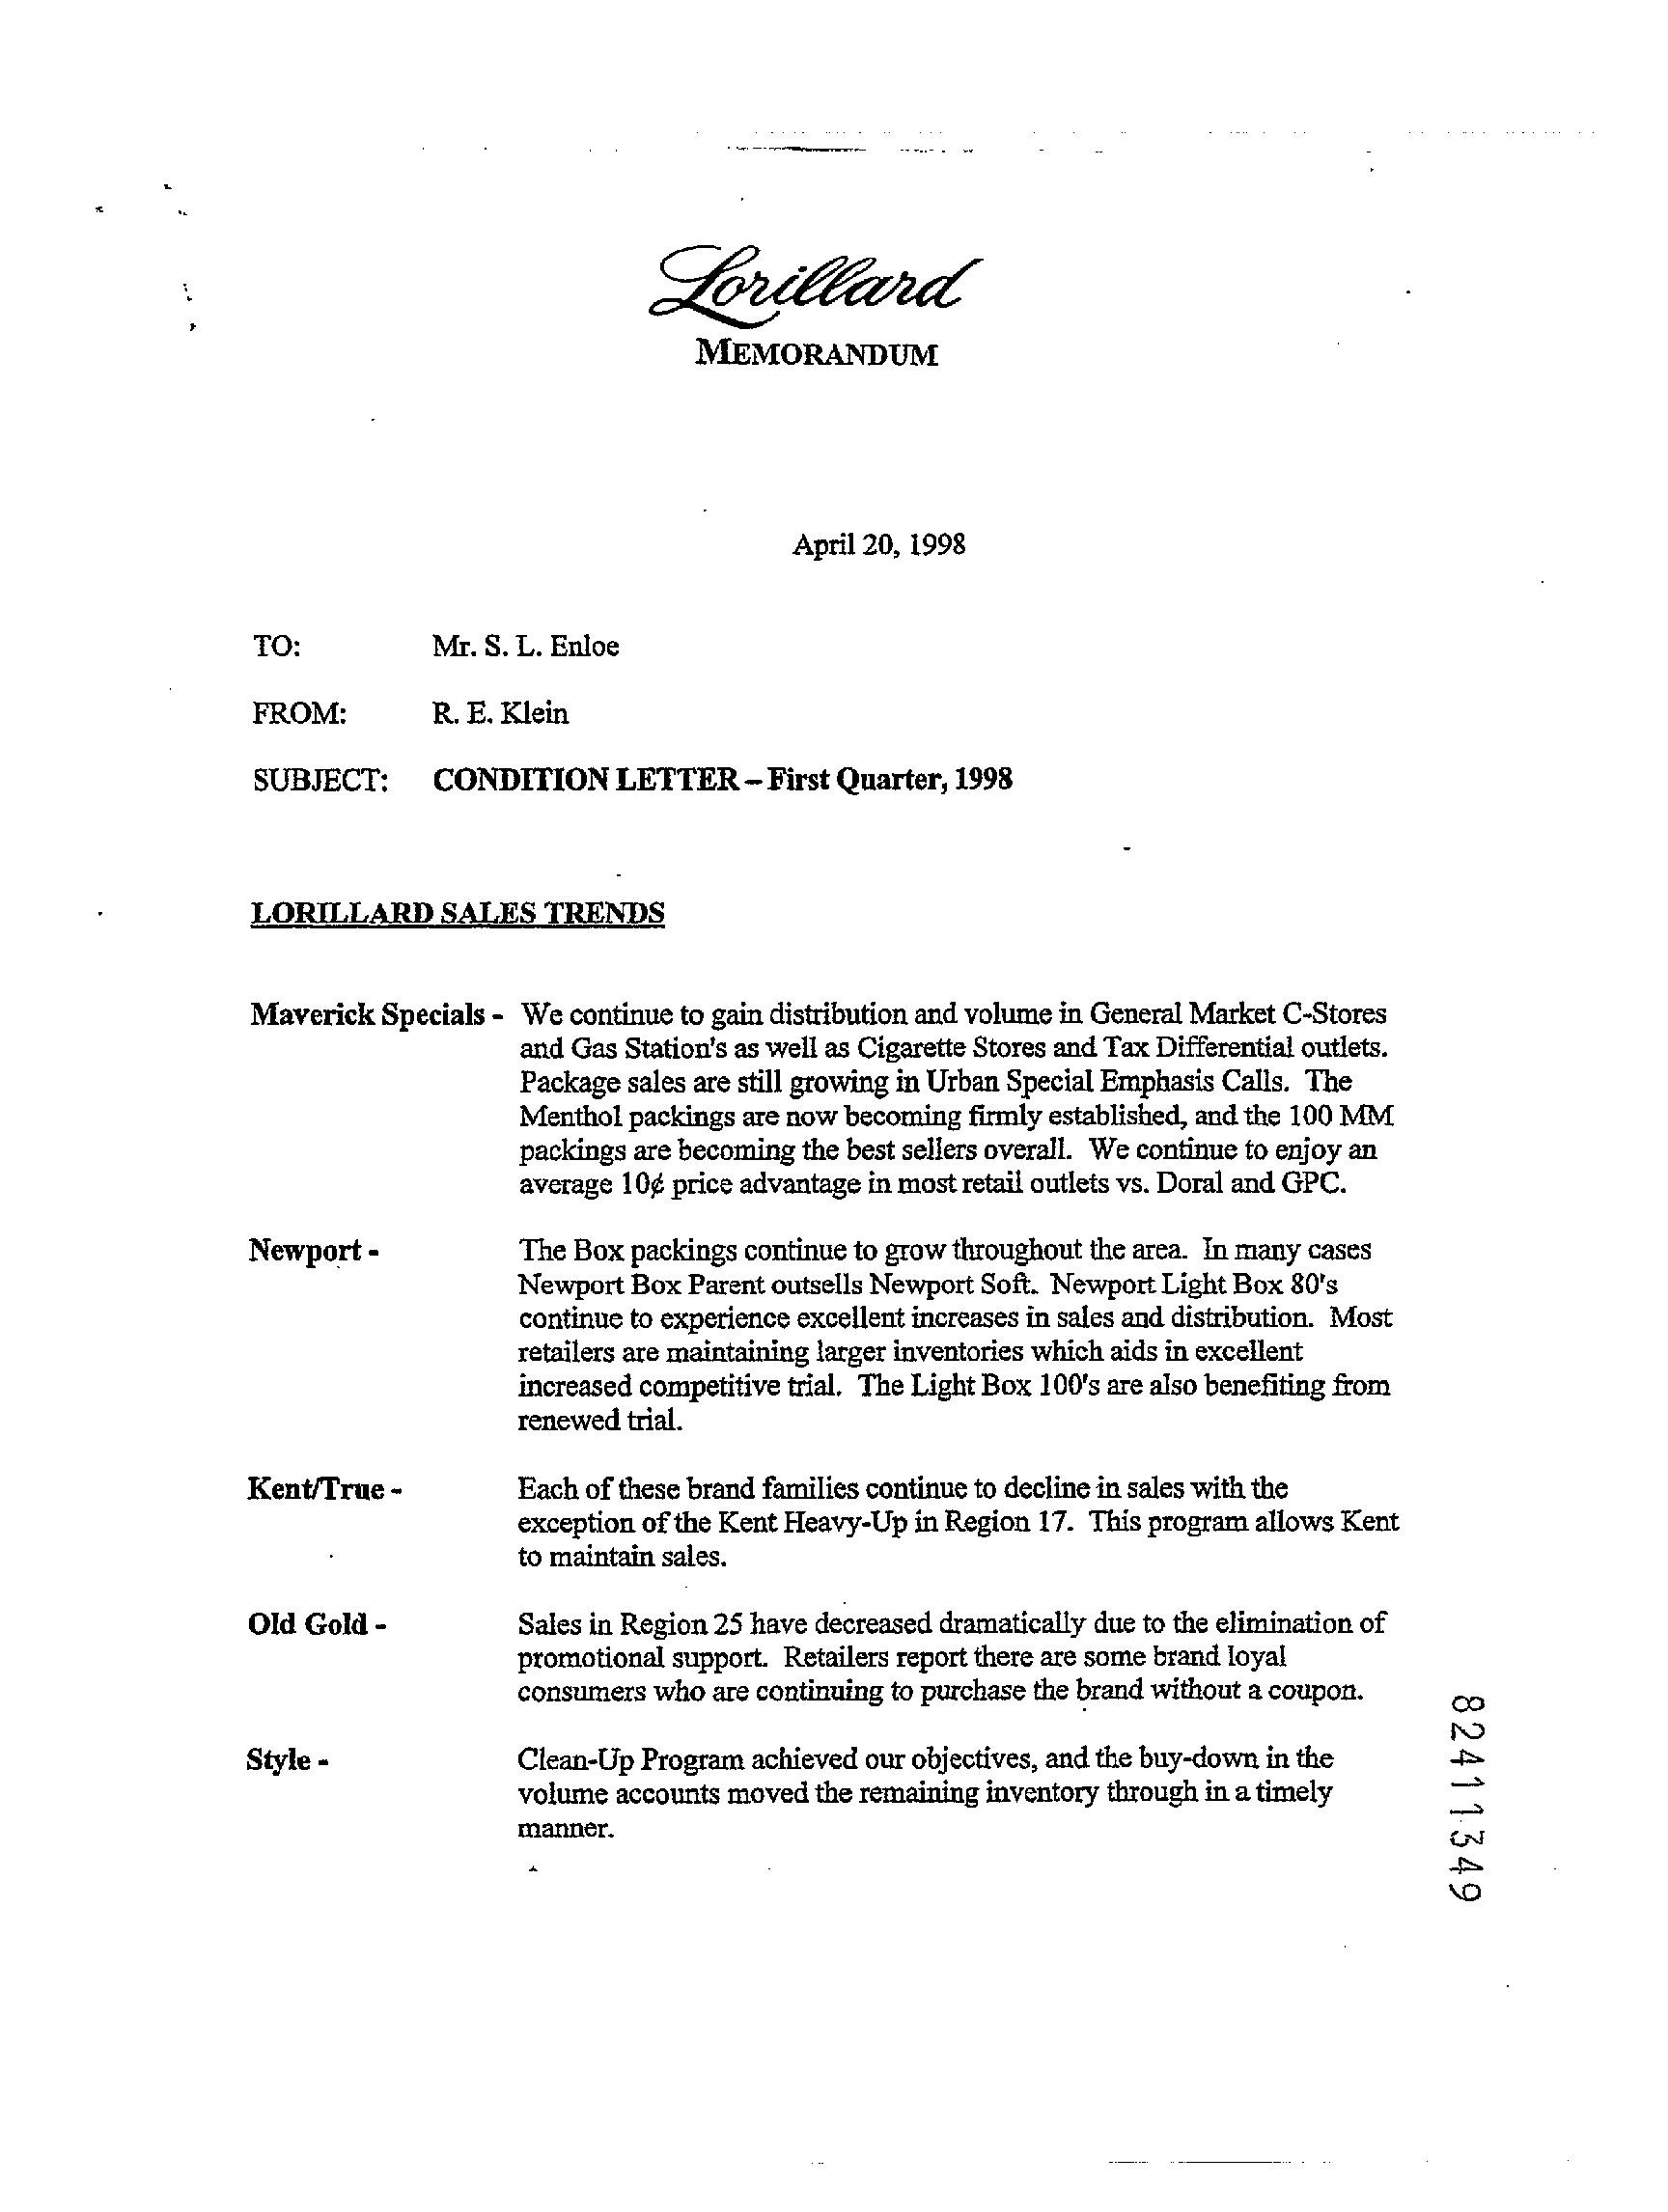 Lorillard
MEMORANDUM
April 20, 1998
TO: Mr. S. L. Enloe
FROM: R. E. Klein
SUBJECT: CONDITION LETTER – First Quarter, 1998
LORILLARD SALES TRENDS
Maverick Specials - We continue to gain distribution and volume in General Market C-Stores
and Gas Station's as well as Cigarette Stores and Tax Differential outlets.
Package sales are still growing in Urban Special Emphasis Calls. The
Menthol packings are now becoming firmly established, and the 100 MM
packings are becoming the best sellers overall. We continue to enjoy an
average 10¢ price advantage in most retail outlets vs. Doral and GPC.
Newport - The Box packings continue to grow throughout the area. In many cases
Newport Box Parent outsells Newport Soft. Newport Light Box 80's
continue to experience excellent increases in sales and distribution. Most
retailers are maintaining larger inventories which aids in excellent
increased competitive trial. The Light Box 100's are also benefiting from
renewed trial.
Kent/True - Each of these brand families continue to decline in sales with the
exception of the Kent Heavy-Up in Region 17. This program allows Kent
to maintain sales.
Old Gold - Sales in Region 25 have decreased dramatically due to the elimination of
promotional support. Retailers report there are some brand loyal
consumers who are continuing to purchase the brand without a coupon.
Style - Clean-Up Program achieved our objectives, and the buy-down in the
volume accounts moved the remaining inventory through in a timely
manner.
82411349